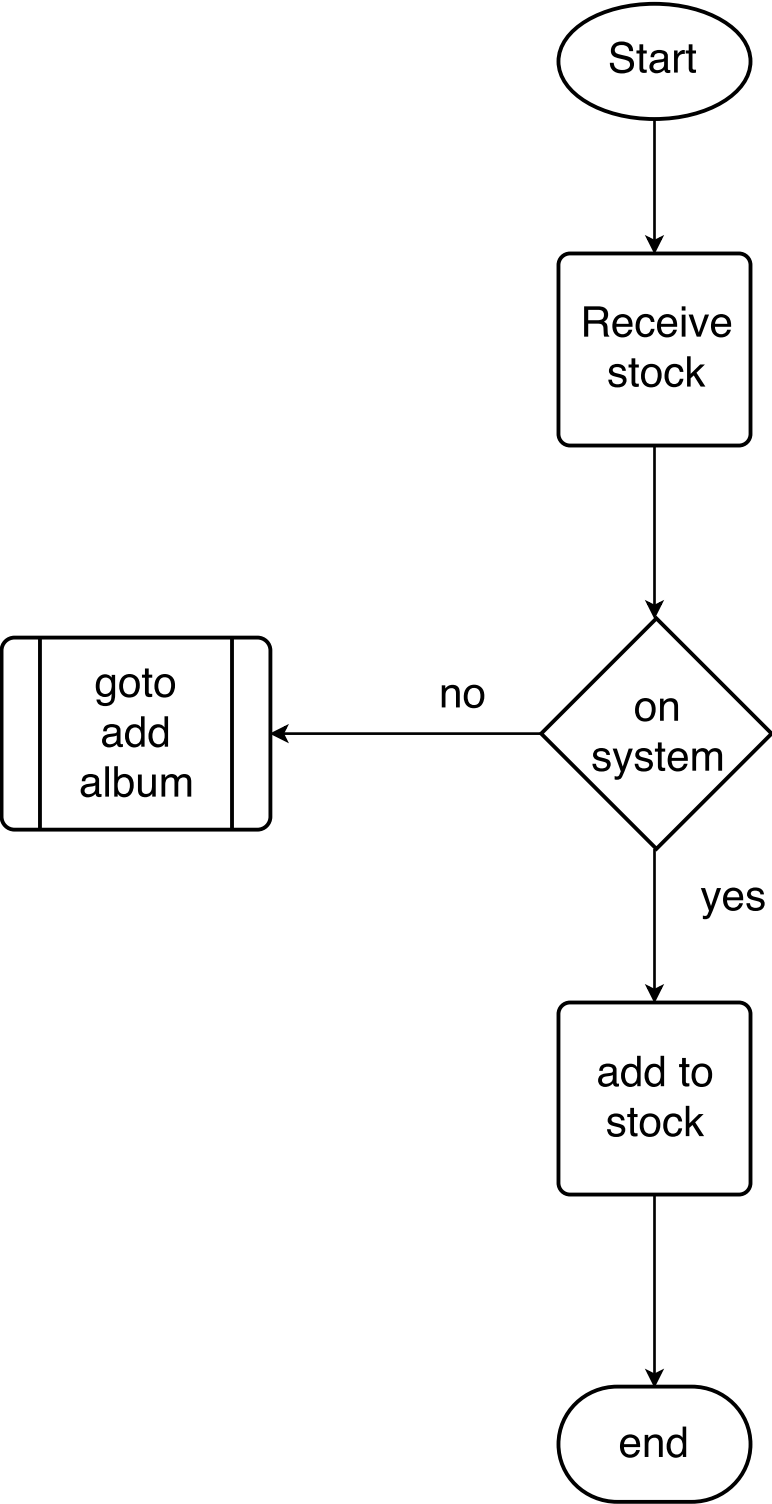 Start
Receive
stock
on
system
no
goto
add
album
yes
add to
stock
end